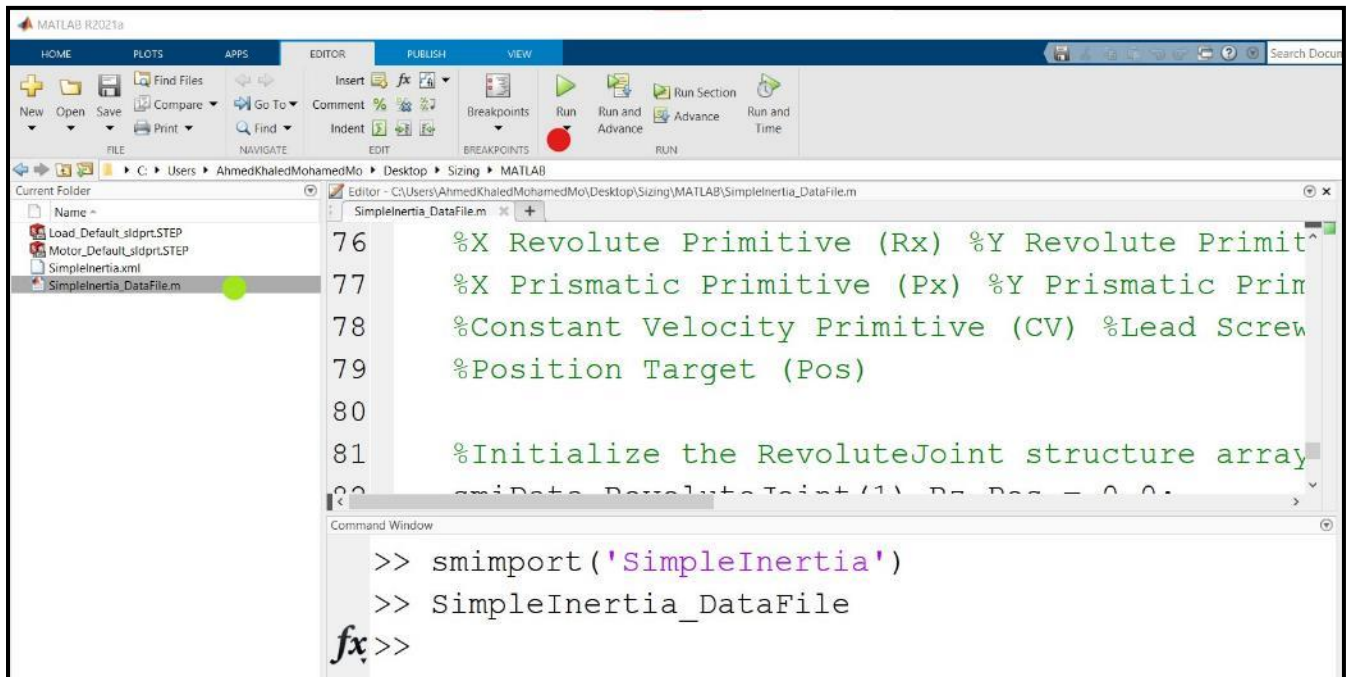 MATLAB R2021a
HOME PLOTS APPS EDITOR PUBLISH VIEW
Search Docum
New Open Save
Find Files
Compare
Print
FILE
Go To
Find
NAVIGATE
Insert fx
Comment %
Indent
EDIT
Breakpoints
BREAKPOINTS
Run
Run and Advance
Run Section
Advance
Run and Time
RUN
C: Users AhmedKhaledMohamedMo Desktop Sizing MATLAB
Current Folder
Name
Load_Default_sldprt.STEP
Motor_Default_sldprt.STEP
SimpleInertia.xml
SimpleInertia_DataFile.m
Editor - C:\Users\AhmedKhaledMohamedMo\Desktop\Sizing\MATLAB\SimpleInertia_DataFile.m
SimpleInertia_DataFile.m
76 %X Revolute Primitive (Rx) %Y Revolute Primit
77 %X Prismatic Primitive (Px) %Y Prismatic Prim
78 %Constant Velocity Primitive (CV) %Lead Screw
79 %Position Target (Pos)
80
81 %Initialize the RevoluteJoint structure array
Command Window
>> smimport('SimpleInertia')
>> SimpleInertia_DataFile
fx >>